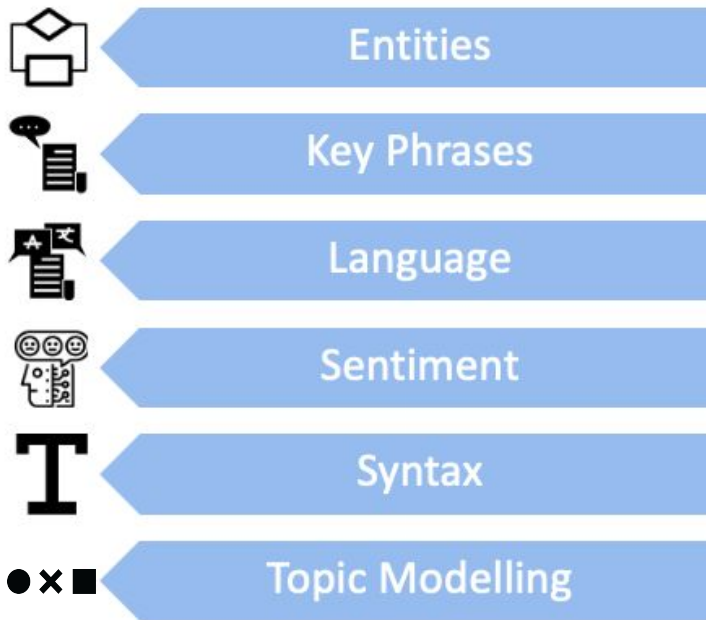 Entities
Key Phrases
Language
Sentiment
Syntax
Topic Modelling